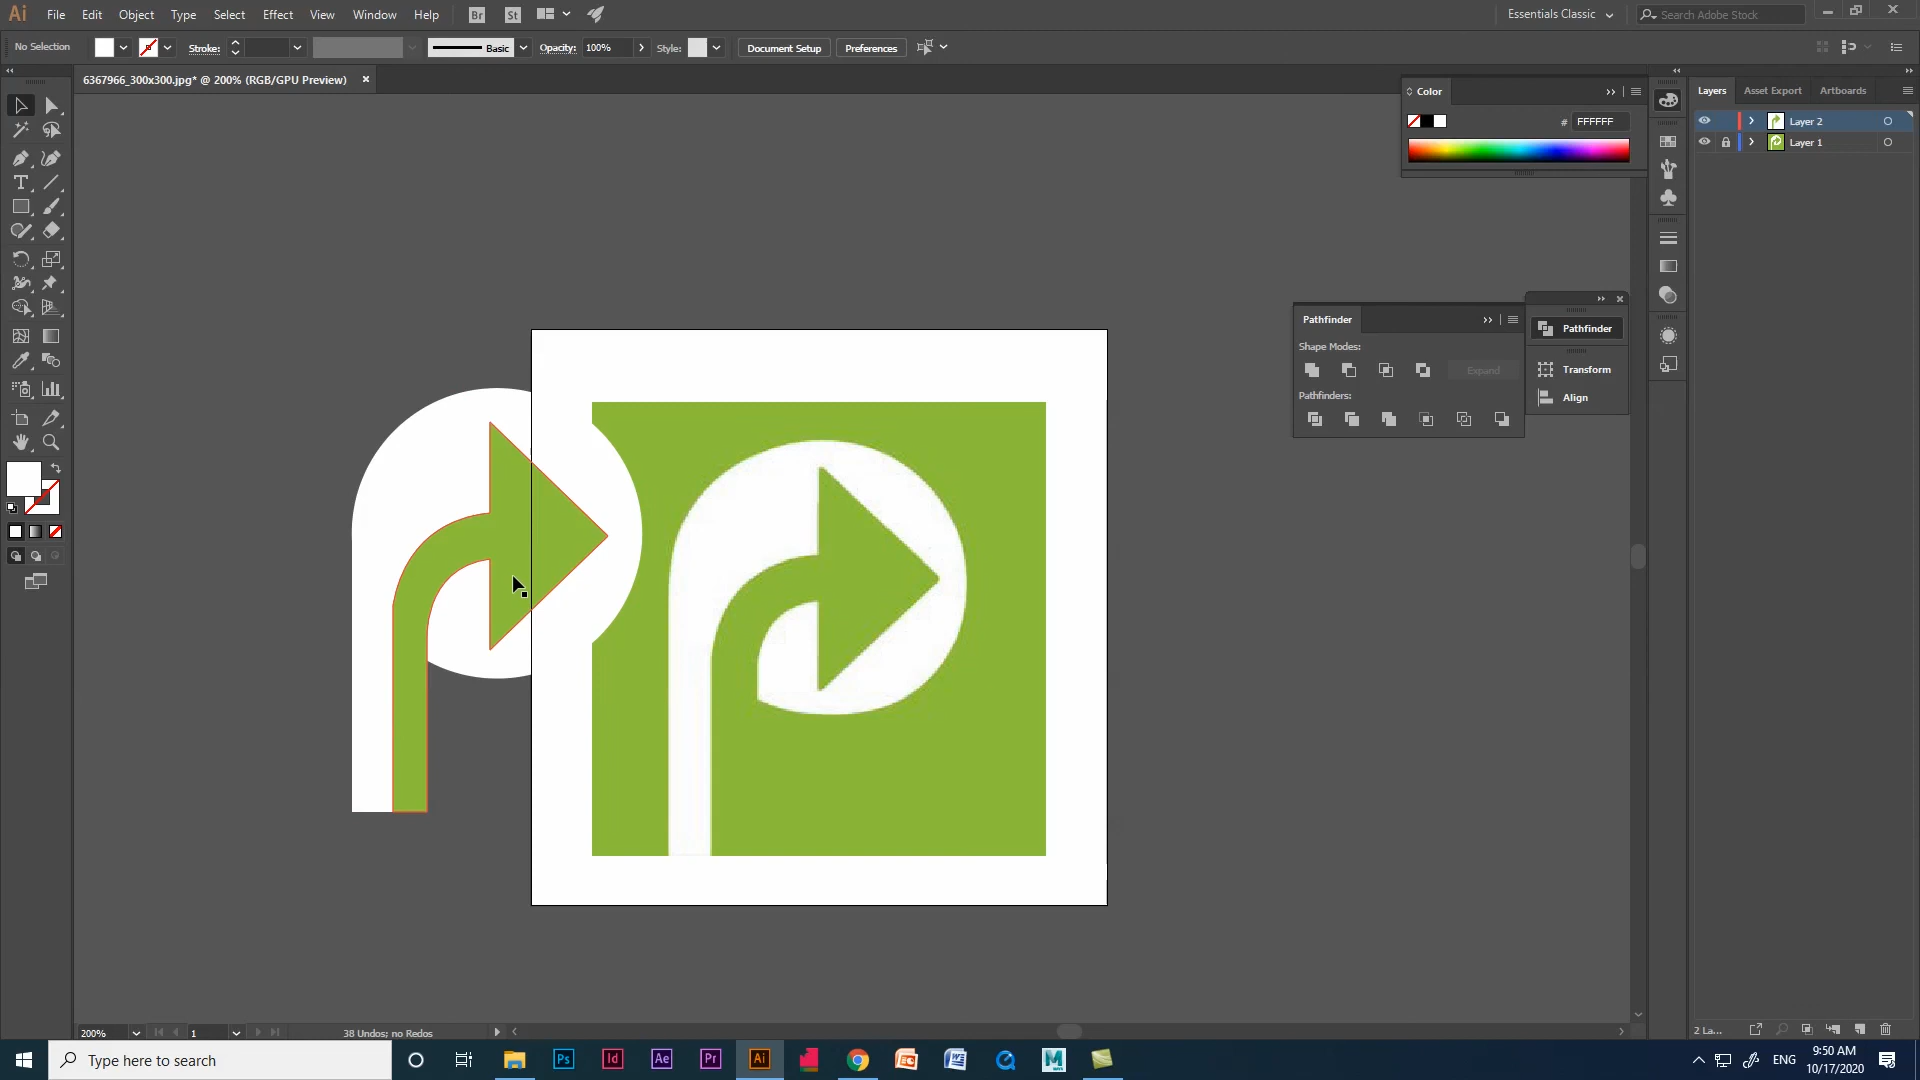 Ai File Edit Object Type Select Effect View Window Help Br St Essentials Classic Search Adobe Stock
No Selection Stroke: Basic Opacity: 100% Style: Document Setup Preferences
6367966_300x300.jpg* @ 200% (RGB/GPU Preview)
Color
# FFFFFF
Layers Asset Export Artboards
Layer 2
Layer 1
Pathfinder
Shape Modes:
Expand
Pathfinders:
Pathfinder
Transform
Align
T
200% 1 38 Undos: no Redos
2 La...
Type here to search
Ps Id Ae Pr Ai
ENG
9:50 AM
10/17/2020